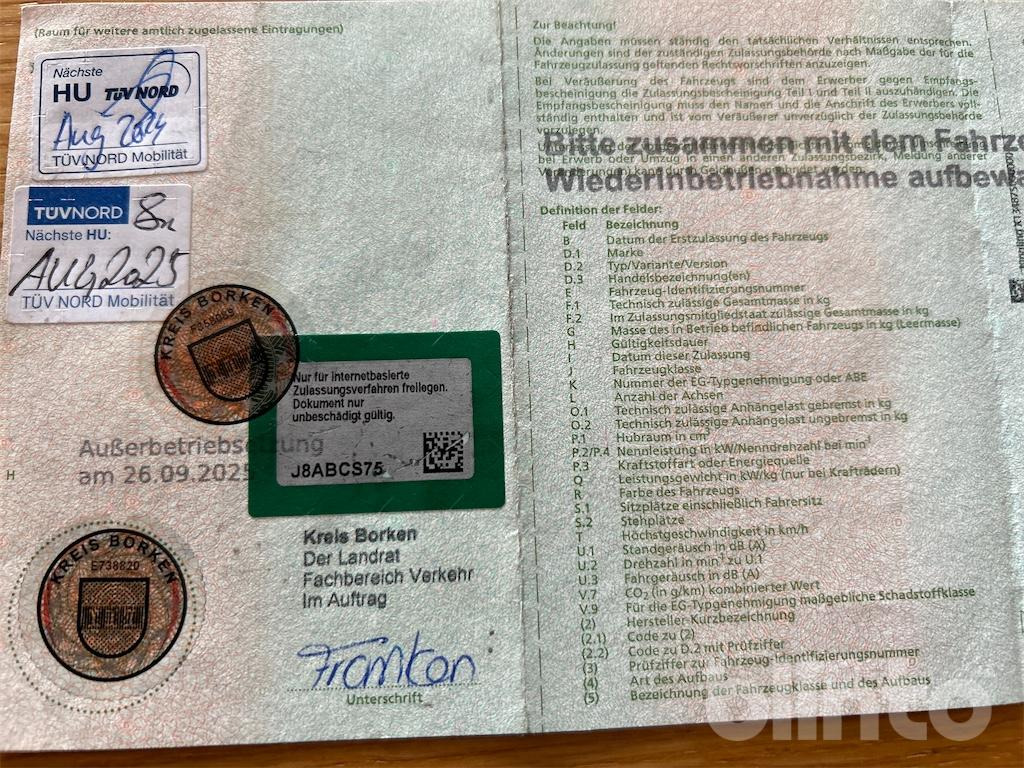 (Raum für weitere amtlich zugelassene Eintragungen)
Nächste
HU TÜV NORD
Aug 2024
TÜV NORD Mobilität
TÜVNORD
Nächste HU:
AUG 2025
TÜV NORD Mobilität
KREIS BORKEN
Nur für internetbasierte
Zulassungsverfahren freilegen.
Dokument nur
unbeschädigt gültig.
J8ABCS75
Außerbetriebsetzung
am 26.09.2025
H
KREIS BORKEN
E738820
Kreis Borken
Der Landrat
Fachbereich Verkehr
Im Auftrag
Unterschrift
Zur Beachtung!
Die Angaben müssen ständig den tatsächlichen Verhältnissen entsprechen.
Änderungen sind der zuständigen Zulassungsbehörde nach Maßgabe der für die
Fahrzeugzulassung geltenden Rechtsvorschriften anzuzeigen.
Bei Veräußerung des Fahrzeugs sind dem Erwerber gegen Empfangs-
bescheinigung die Zulassungsbescheinigung Teil I und Teil II auszuhändigen. Die
Empfangsbescheinigung muss den Namen und die Anschrift des Erwerbers voll-
ständig enthalten und ist vom Veräußerer unverzüglich der Zulassungsbehörde
vorzulegen.
Bitte zusammen mit dem Fahrze
bei Erwerb oder Umzug in einen anderen Zulassungsbezirk, Meldung anderer
Wiederinbetriebnahme aufbewa
Definition der Felder:
Feld Bezeichnung
B Datum der Erstzulassung des Fahrzeugs
D.1 Marke
D.2 Typ/Variante/Version
D.3 Handelsbezeichnung(en)
E Fahrzeug-Identifizierungsnummer
F.1 Technisch zulässige Gesamtmasse in kg
F.2 Im Zulassungsmitgliedstaat zulässige Gesamtmasse in kg
G Masse des in Betrieb befindlichen Fahrzeugs in kg (Leermasse)
H Gültigkeitsdauer
I Datum dieser Zulassung
J Fahrzeugklasse
K Nummer der EG-Typgenehmigung oder ABE
L Anzahl der Achsen
O.1 Technisch zulässige Anhängelast gebremst in kg
O.2 Technisch zulässige Anhängelast ungebremst in kg
P.1 Hubraum in cm³
P.2/P.4 Nennleistung in kW/Nenndrehzahl bei min⁻¹
P.3 Kraftstoffart oder Energiequelle
Q Leistungsgewicht in kW/kg (nur bei Krafträdern)
R Farbe des Fahrzeugs
S.1 Sitzplätze einschließlich Fahrersitz
S.2 Stehplätze
T Höchstgeschwindigkeit in km/h
U.1 Standgeräusch in dB (A)
U.2 Drehzahl in min⁻¹ zu U.1
U.3 Fahrgeräusch in dB (A)
V.7 CO₂ (in g/km) kombinierter Wert
V.9 Für die EG-Typgenehmigung maßgebliche Schadstoffklasse
(2) Hersteller-Kurzbezeichnung
(2.1) Code zu (2)
(2.2) Code zu D.2 mit Prüfziffer
(3) Prüfziffer zur Fahrzeug-Identifizierungsnummer
(4) Art des Aufbaus
(5) Bezeichnung der Fahrzeugklasse und des Aufbaus